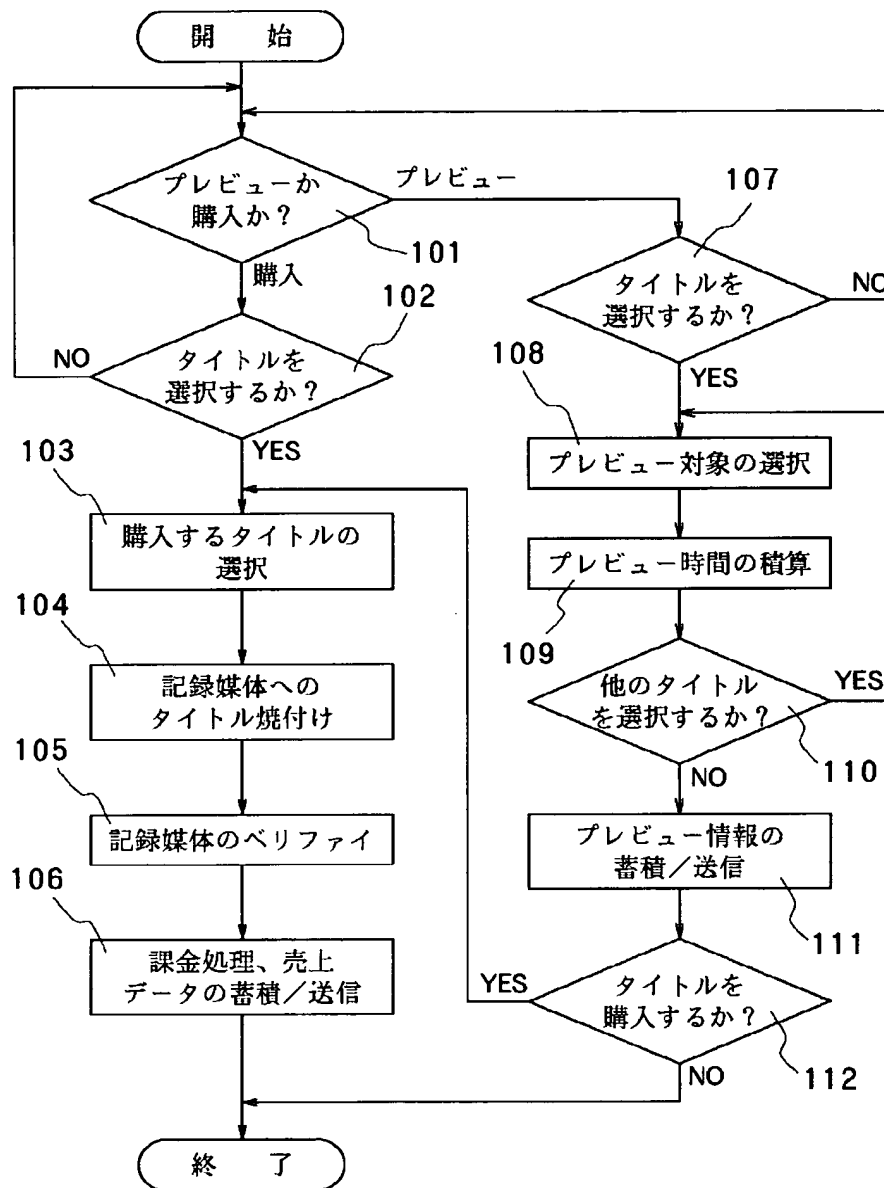 開 始
プレビューか
購入か？
101
プレビュー
購入
タイトルを
選択するか？
102
NO
YES
購入するタイトルの
選択
103
記録媒体への
タイトル焼付け
104
記録媒体のベリファイ
105
課金処理、売上
データの蓄積／送信
106
タイトルを
選択するか？
107
NO
YES
プレビュー対象の選択
108
プレビュー時間の積算
109
他のタイトル
を選択するか？
110
YES
NO
プレビュー情報の
蓄積／送信
111
タイトルを
購入するか？
112
YES
NO
終 了